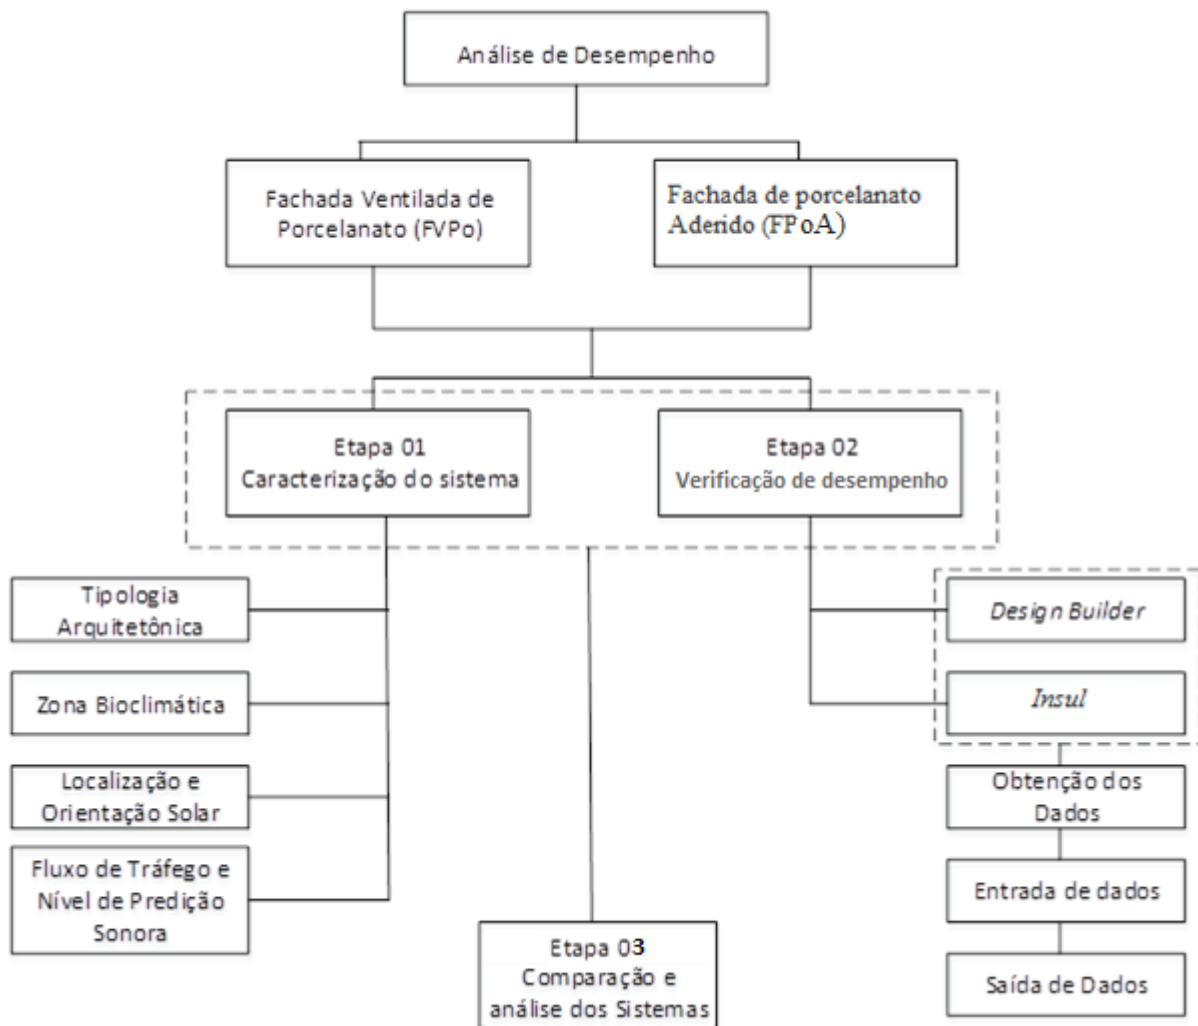 Análise de Desempenho
Fachada Ventilada de
Porcelanato (FVPo)
Fachada de porcelanato
Aderido (FPoA)
Etapa 01
Caracterização do sistema
Etapa 02
Verificação de desempenho
Tipologia
Arquitetônica
Zona Bioclimática
Localização e
Orientação Solar
Fluxo de Tráfego e
Nível de Predição
Sonora
Design Builder
Insul
Obtenção dos
Dados
Entrada de dados
Saída de Dados
Etapa 03
Comparação e
análise dos Sistemas